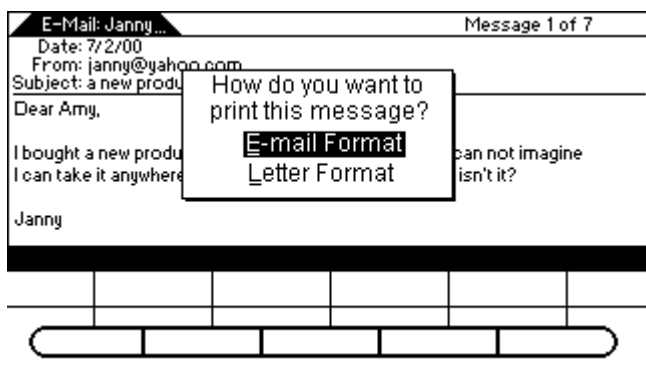 E-Mail: Janny... Message 1 of 7
Date: 7/2/00
From: janny@yahoo.com
Subject: a new produ
How do you want to
print this message?
E-mail Format
Letter Format
Dear Amy,
I bought a new produ can not imagine
I can take it anywhere isn't it?
Janny